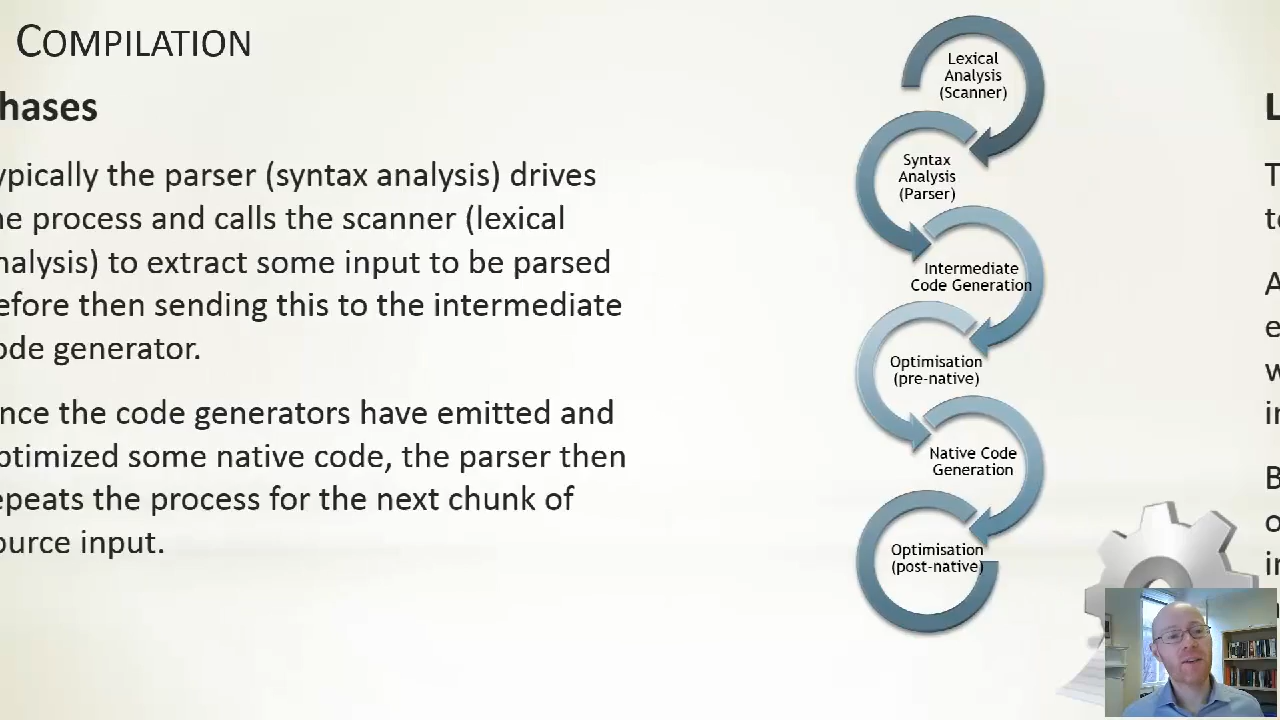 COMPILATION
hases
ypically the parser (syntax analysis) drives
he process and calls the scanner (lexical
nalysis) to extract some input to be parsed
efore then sending this to the intermediate
ode generator.
nce the code generators have emitted and
ptimized some native code, the parser then
epeats the process for the next chunk of
ource input.
Lexical
Analysis
(Scanner)
Syntax
Analysis
(Parser)
Intermediate
Code Generation
Optimisation
(pre-native)
Native Code
Generation
Optimisation
(post-native)
L
T
to
A
e
w
in
B
o
in